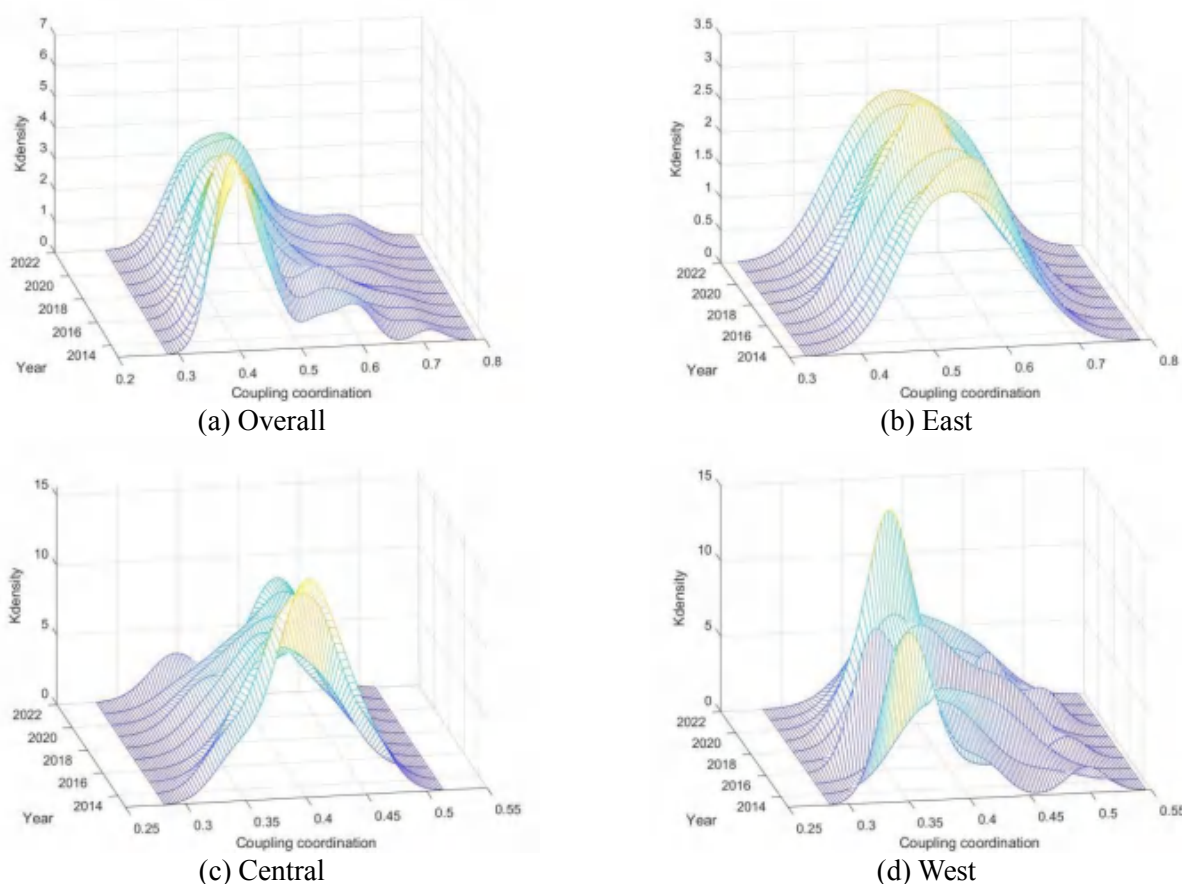 7
6
5
4
3
2
1
0
Kdensity
2022
2020
2018
2016
2014
Year
0.2 0.3 0.4 0.5 0.6 0.7 0.8
Coupling coordination
(a) Overall
3.5
3
2.5
2
1.5
1
0.5
0
Kdensity
2022
2020
2018
2016
2014
Year
0.3 0.4 0.5 0.6 0.7 0.8
Coupling coordination
(b) East
15
10
5
0
Kdensity
2022
2020
2018
2016
2014
Year
0.25 0.3 0.35 0.4 0.45 0.5 0.55
Coupling coordination
(c) Central
15
10
5
0
Kdensity
2022
2020
2018
2016
2014
Year
0.25 0.3 0.35 0.4 0.45 0.5 0.55
Coupling coordination
(d) West